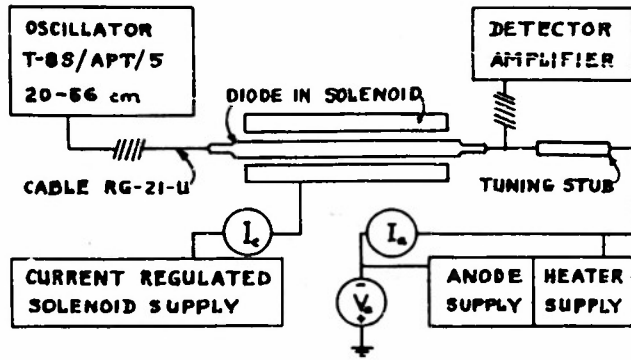 OSCILLATOR
T-85/APT/5
20-56 cm
DETECTOR
AMPLIFIER
DIODE IN SOLENOID
CABLE RG-21-U
TUNING STUB
Ic
Ia
CURRENT REGULATED
SOLENOID SUPPLY
-
Va
+
ANODE
SUPPLY
HEATER
SUPPLY